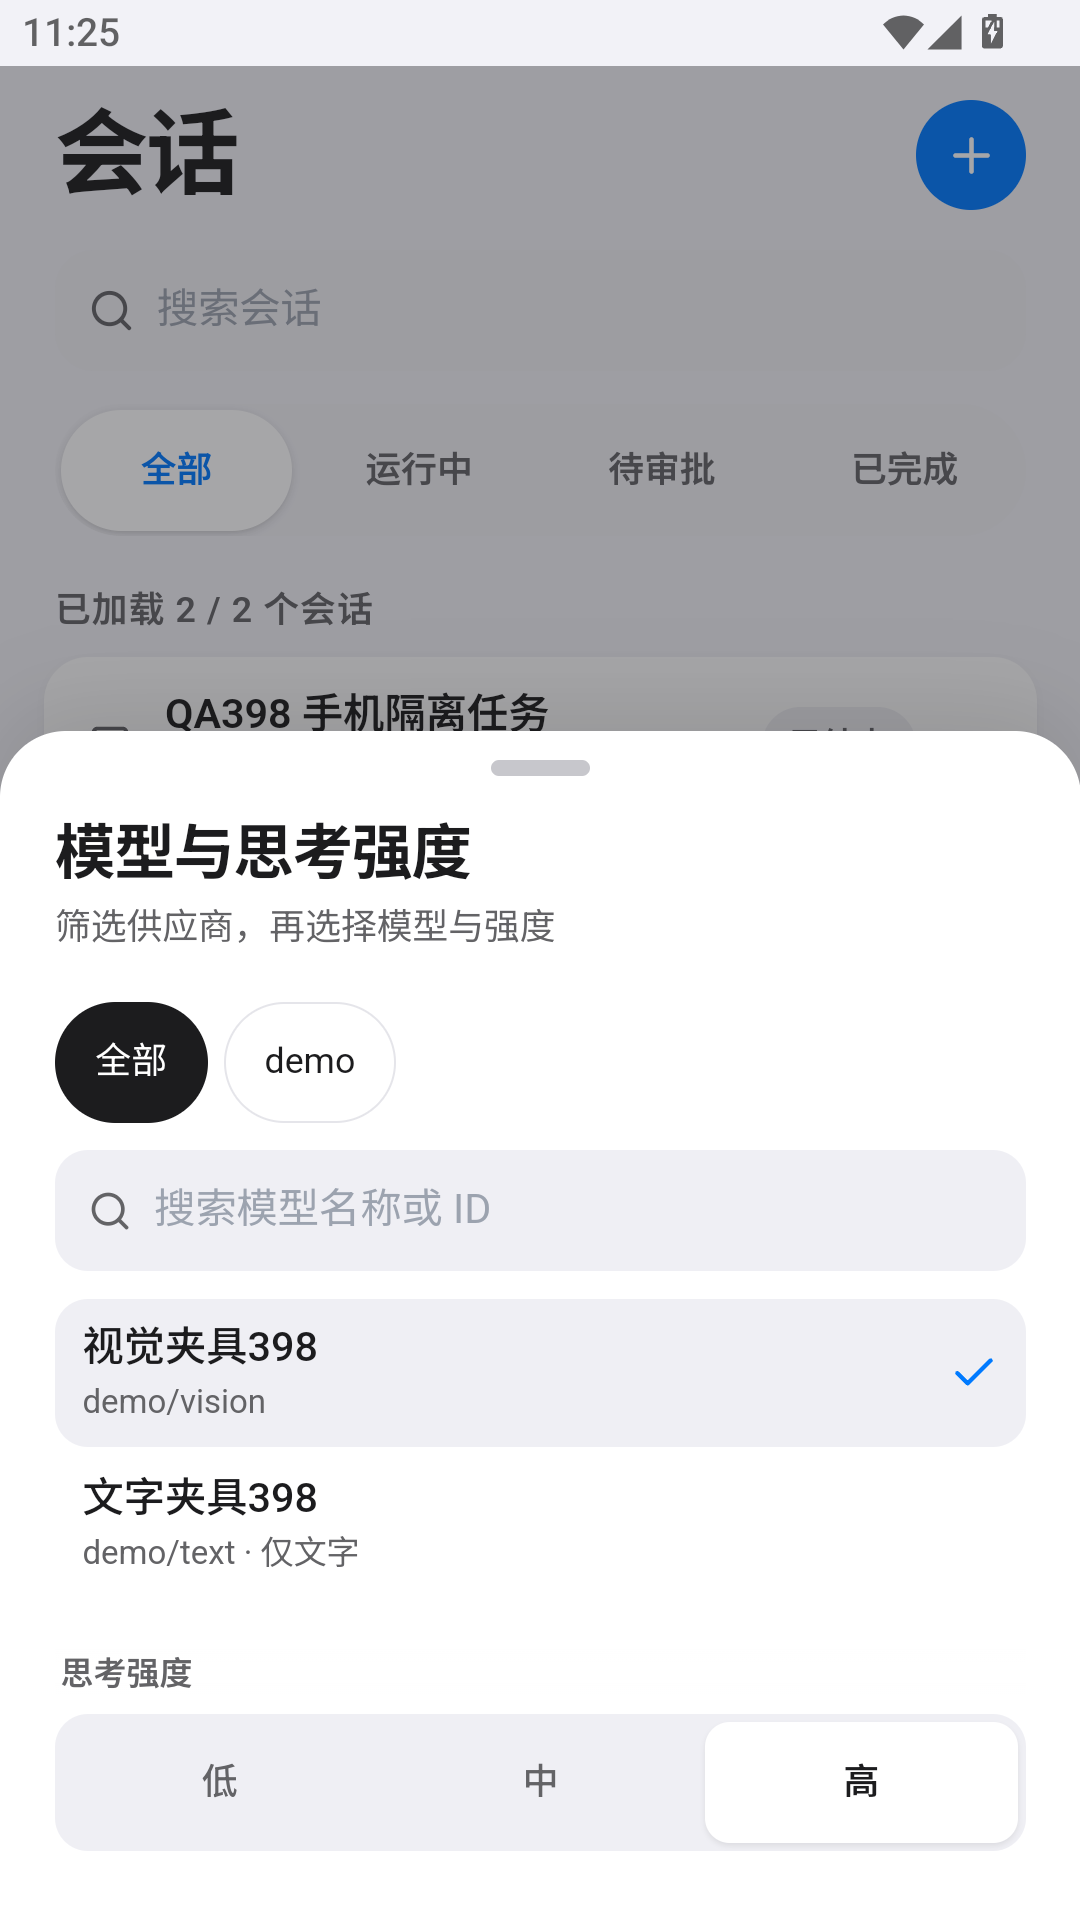 11:25
会话
搜索会话
全部 运行中 待审批 已完成
已加载 2 / 2 个会话
QA398 手机隔离任务
模型与思考强度
筛选供应商，再选择模型与强度
全部 demo
搜索模型名称或 ID
视觉夹具398
demo/vision
文字夹具398
demo/text · 仅文字
思考强度
低 中 高